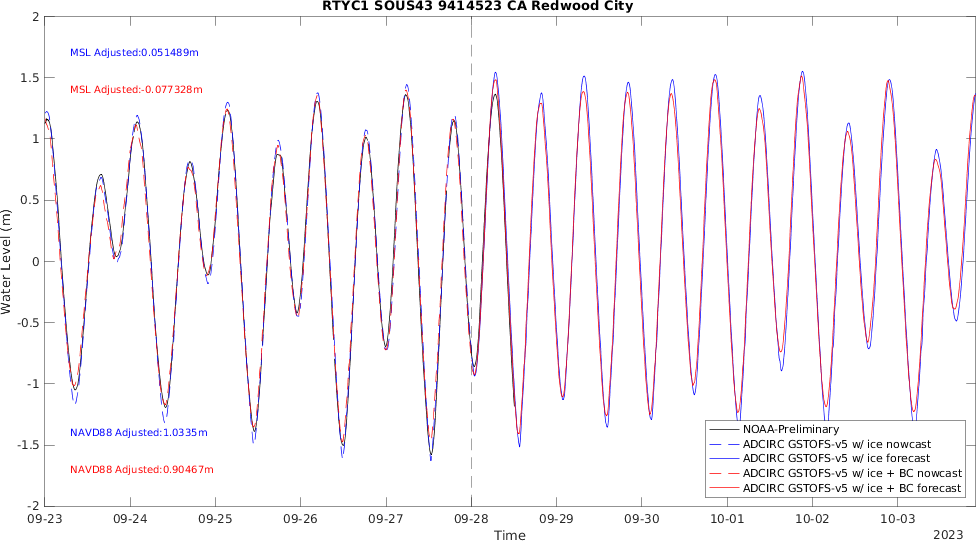 RTYC1 SOUS43 9414523 CA Redwood City
2
1.5
1
0.5
0
-0.5
-1
-1.5
-2
Water Level (m)
MSL Adjusted:0.051489m
MSL Adjusted:-0.077328m
NAVD88 Adjusted:1.0335m
NAVD88 Adjusted:0.90467m
NOAA-Preliminary
ADCIRC GSTOFS-v5 w/ ice nowcast
ADCIRC GSTOFS-v5 w/ ice forecast
ADCIRC GSTOFS-v5 w/ ice + BC nowcast
ADCIRC GSTOFS-v5 w/ ice + BC forecast
09-23 09-24 09-25 09-26 09-27 09-28 09-29 09-30 10-01 10-02 10-03
Time
2023